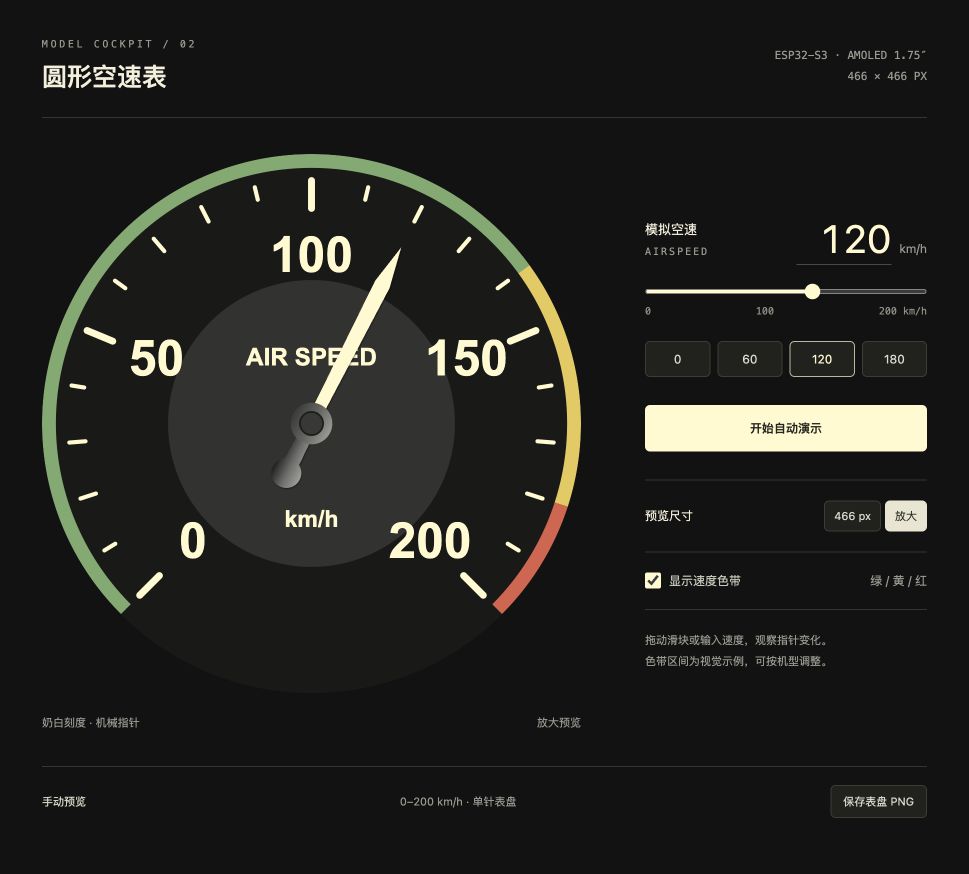 MODEL COCKPIT / 02
圆形空速表
ESP32-S3 · AMOLED 1.75″
466 × 466 PX
100
50
150
AIR SPEED
km/h
0
200
模拟空速
AIRSPEED
120 km/h
0 100 200 km/h
0 60 120 180
开始自动演示
预览尺寸 466 px 放大
显示速度色带 绿 / 黄 / 红
拖动滑块或输入速度，观察指针变化。
色带区间为视觉示例，可按机型调整。
奶白刻度 · 机械指针 放大预览
手动预览 0–200 km/h · 单针表盘 保存表盘 PNG